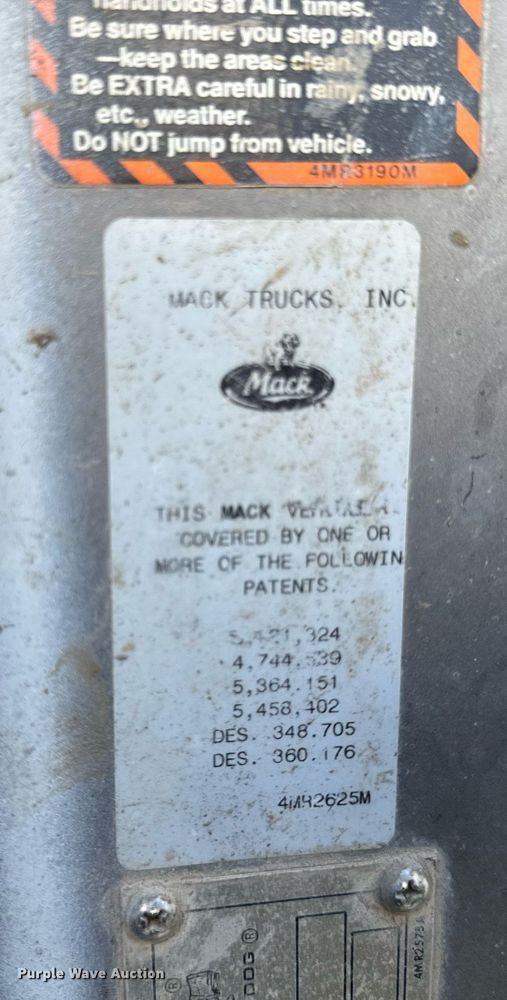 handholds at ALL times.
Be sure where you step and grab
—keep the areas clean.
Be EXTRA careful in rainy, snowy,
etc., weather.
Do NOT jump from vehicle.
4MR3190M
MACK TRUCKS, INC.
Mack
THIS MACK
COVERED BY ONE OR
MORE OF THE FOLLOWIN
PATENTS.
4,744,539
5,364,151
5,458,402
DES. 348.705
DES. 360.176
4MR2625M
DOG ®
®
4MR2578A
Purple Wave Auction